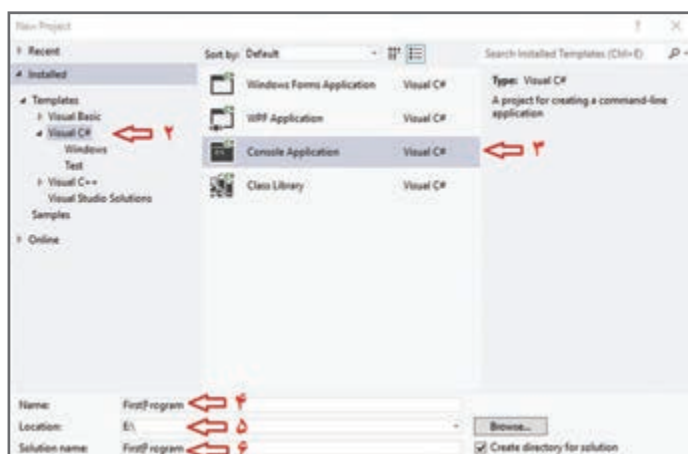 New Project ? ×
Recent
Installed
Sort by: Default
Search Installed Templates (Ctrl+E)
Templates
Visual Basic
Visual C# ۲
Windows
Test
Visual C++
Visual Studio Solutions
Samples
Online
Windows Forms Application Visual C#
WPF Application Visual C#
Console Application Visual C# ۳
Class Library Visual C#
Type: Visual C#
A project for creating a command-line
application
Name: FirstProgram ۴
Location: E:\ ۵
Browse...
Solution name: FirstProgram ۶
Create directory for solution